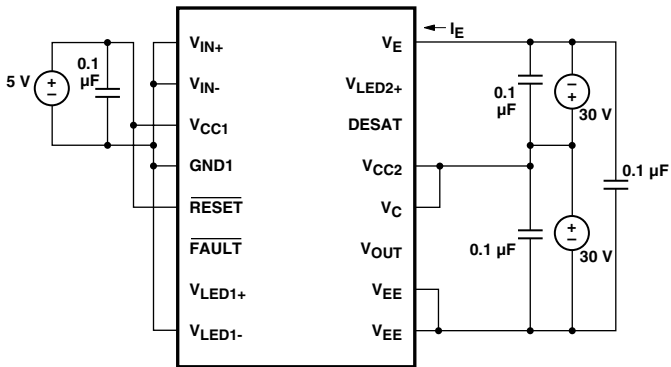 5 V
0.1
µF
V_IN+
V_IN-
V_CC1
GND1
RESET
FAULT
V_LED1+
V_LED1-
V_E
V_LED2+
DESAT
V_CC2
V_C
V_OUT
V_EE
V_EE
I_E
0.1
µF
30 V
0.1 µF
0.1 µF
30 V